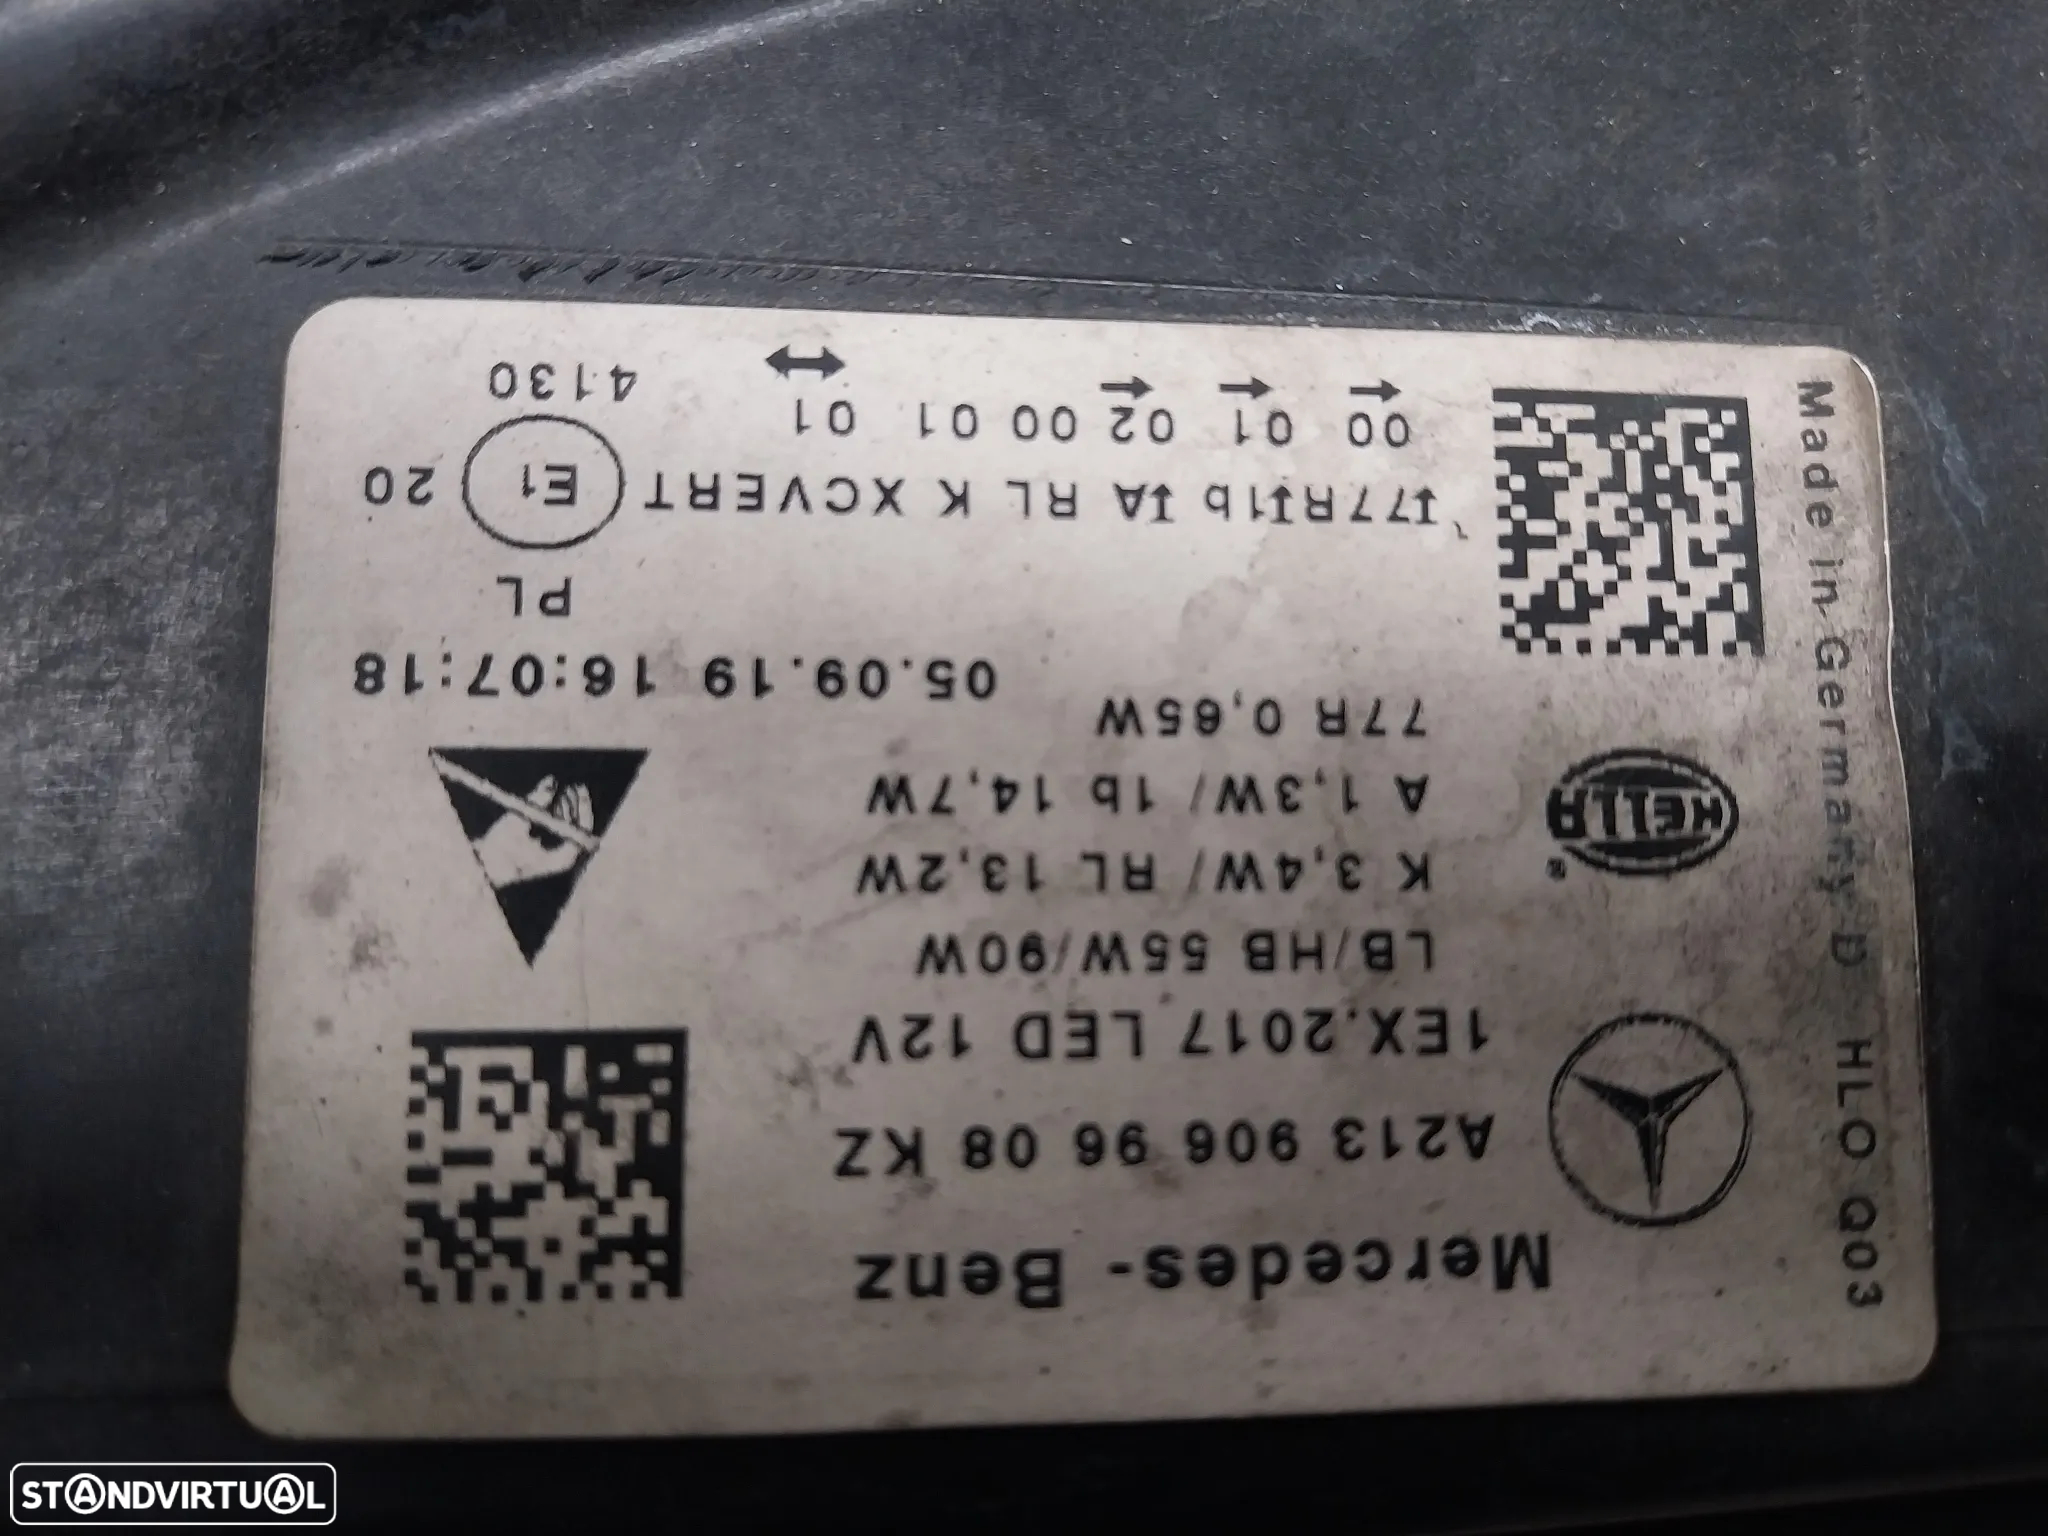 Mercedes-Benz
A213 906 96 08 KZ
1EX.2017 LED 12V
LB/HB 55W/90W
K 3,4W/ RL 13,2W
A 1,3W/ 1b 14,7W
77R 0,65W
HELLA
05.09.19 16:07:18
PL
177R11b 1A RL K XCVERT E1 20
00 01 02 00 01 01 4130
Made in Germany D HLO Q03
STANDVIRTUAL